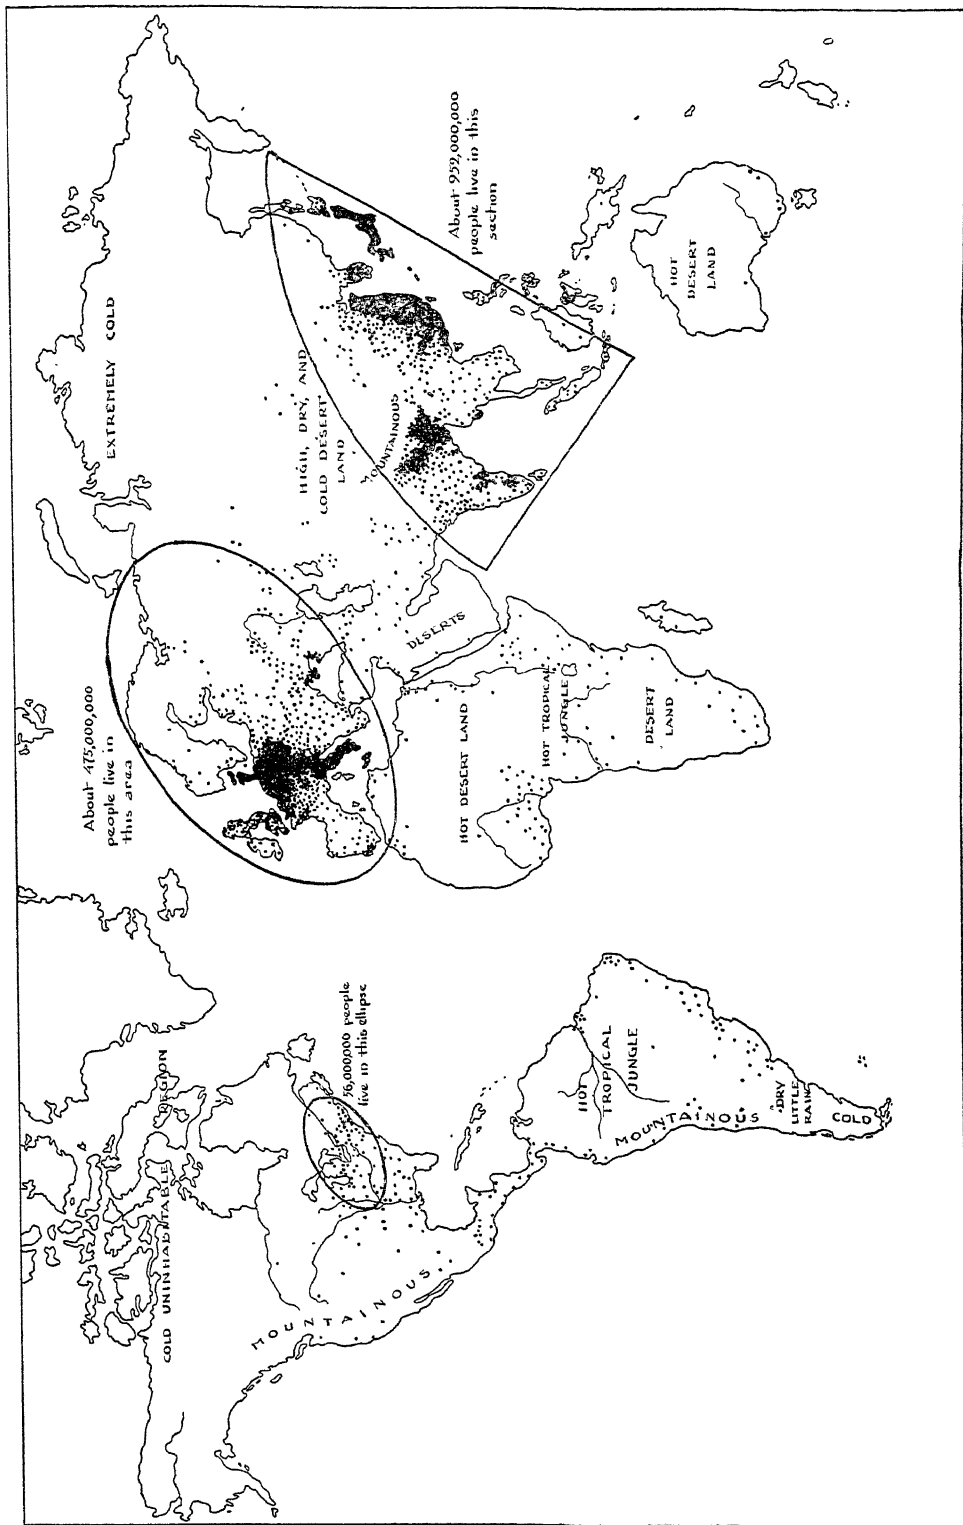 COLD UNINHABITABLE REGION
MOUNTAINOUS
56,000,000 people
live in this ellipse
HOT
TROPICAL
JUNGLE
MOUNTAINOUS
DRY
LITTLE
RAIN
COLD
About 475,000,000
people live in
this area
HOT DESERT LAND
HOT TROPICAL
JUNGLE
DESERT
LAND
DESERTS
EXTREMELY COLD
HIGH, DRY, AND
COLD DESERT
LAND
MOUNTAINOUS
About 952,000,000
people live in this
section
HOT
DESERT
LAND